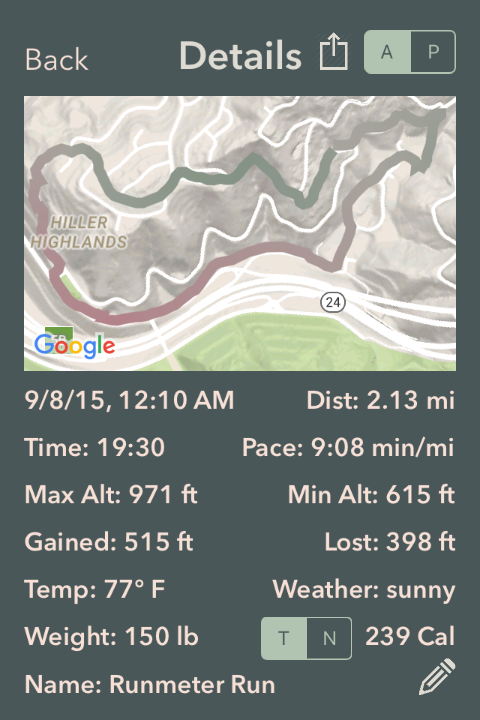 Back Details A P
HILLER
HIGHLANDS
24
Google
9/8/15, 12:10 AM Dist: 2.13 mi
Time: 19:30 Pace: 9:08 min/mi
Max Alt: 971 ft Min Alt: 615 ft
Gained: 515 ft Lost: 398 ft
Temp: 77° F Weather: sunny
Weight: 150 lb T N 239 Cal
Name: Runmeter Run